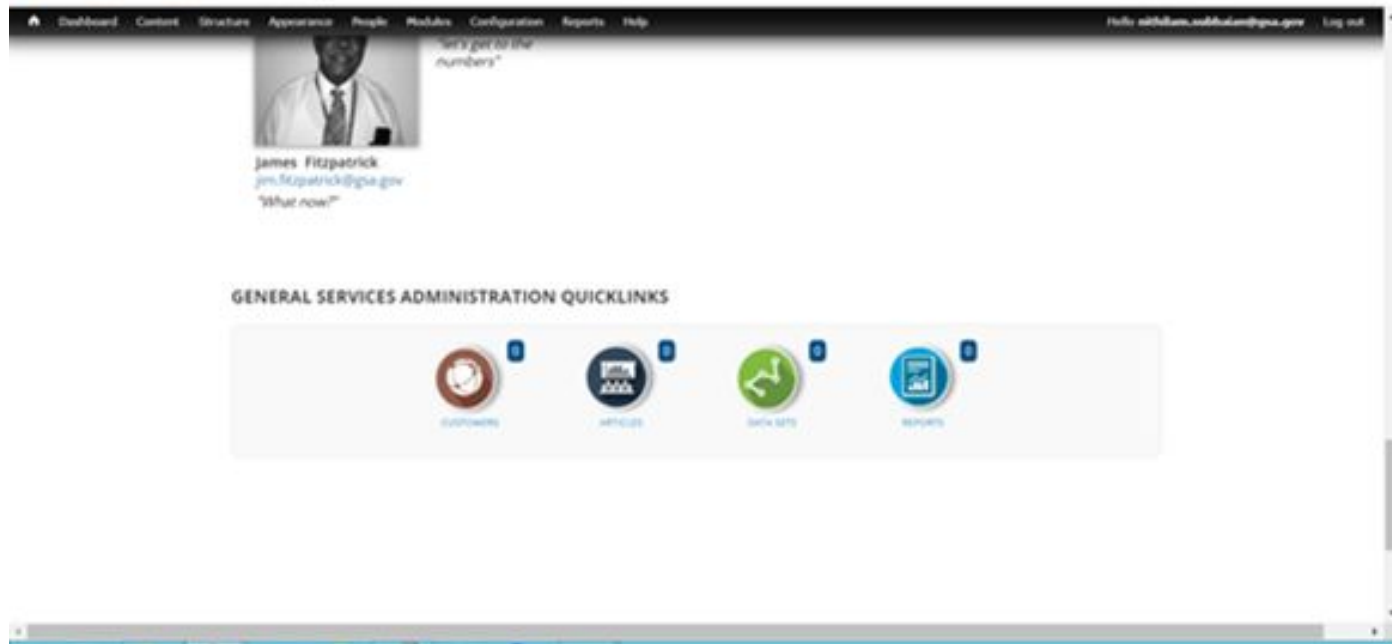 Dashboard Content Structure Appearance People Modules Configuration Reports Help
Hello Log out
"let's get to the
numbers"
James Fitzpatrick
jim.fitzpatrick@gsa.gov
"What now?"
GENERAL SERVICES ADMINISTRATION QUICKLINKS
0 0 0 0
CUSTOMERS ARTICLES DATA SETS REPORTS